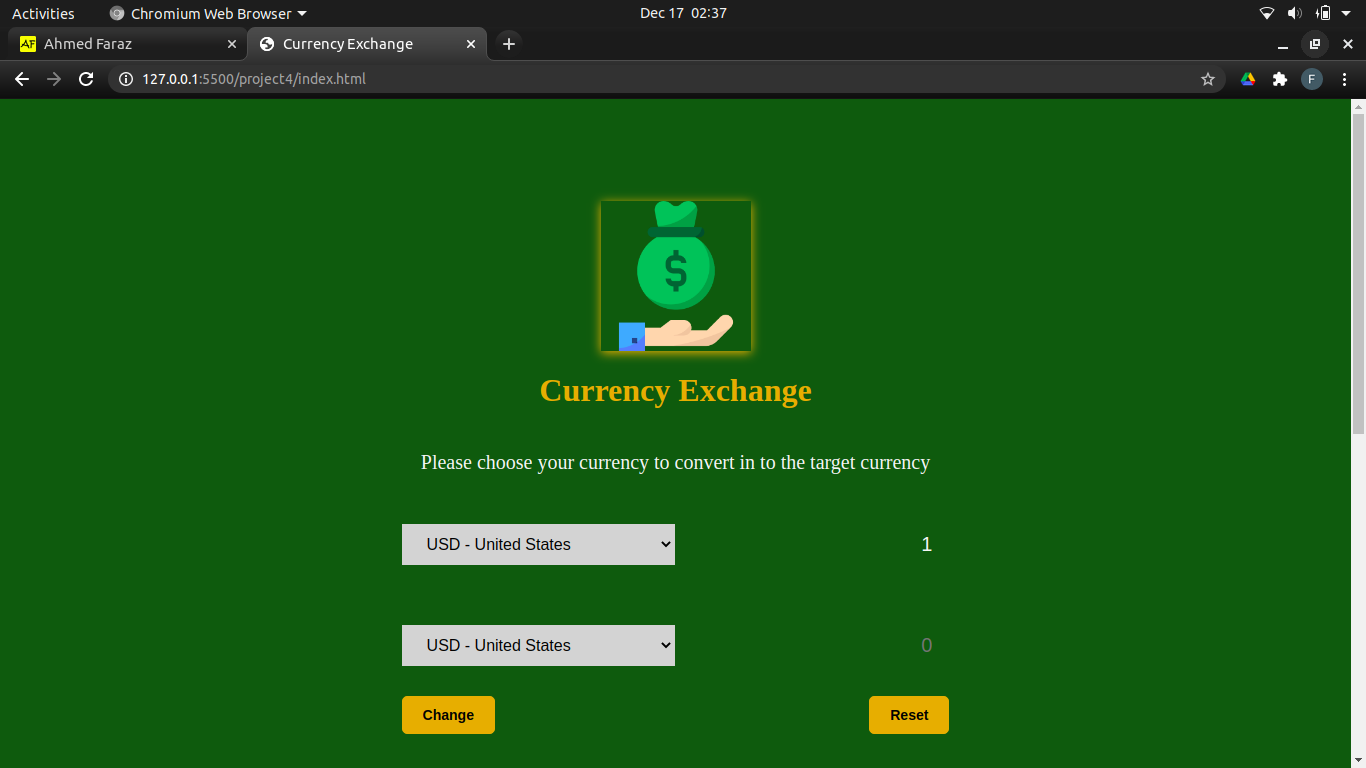 Activities Chromium Web Browser Dec 17 02:37
AF Ahmed Faraz Currency Exchange
127.0.0.1:5500/project4/index.html F
$
Currency Exchange
Please choose your currency to convert in to the target currency
USD - United States 1
USD - United States 0
Change Reset